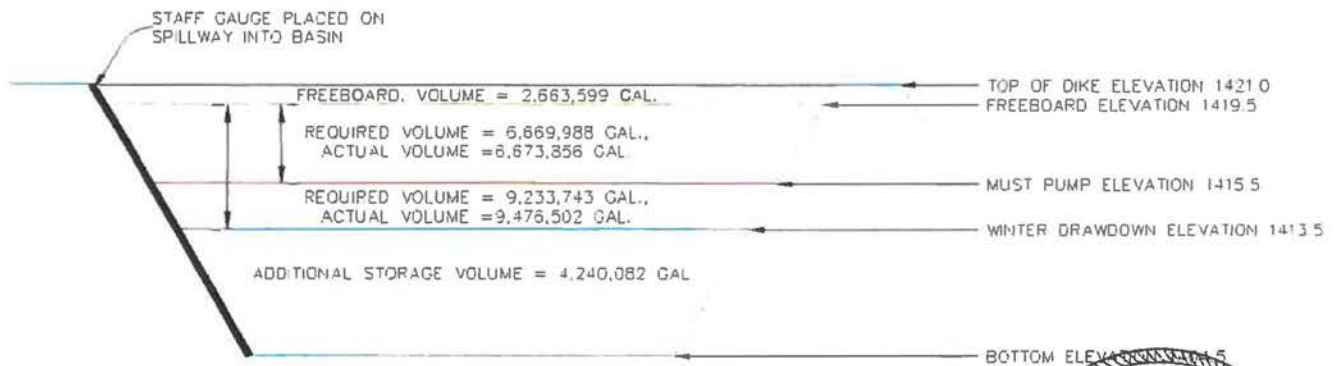 STAFF GAUGE PLACED ON
SPILLWAY INTO BASIN
TOP OF DIKE ELEVATION 1421.0
FREEBOARD. VOLUME = 2,663,599 GAL.
FREEBOARD ELEVATION 1419.5
REQUIRED VOLUME = 6,669,988 GAL.,
ACTUAL VOLUME =6,673,856 GAL.
MUST PUMP ELEVATION 1415.5
REQUIRED VOLUME = 9,233,743 GAL.,
ACTUAL VOLUME =9,476,502 GAL.
WINTER DRAWDOWN ELEVATION 1413.5
ADDITIONAL STORAGE VOLUME = 4,240,082 GAL
BOTTOM